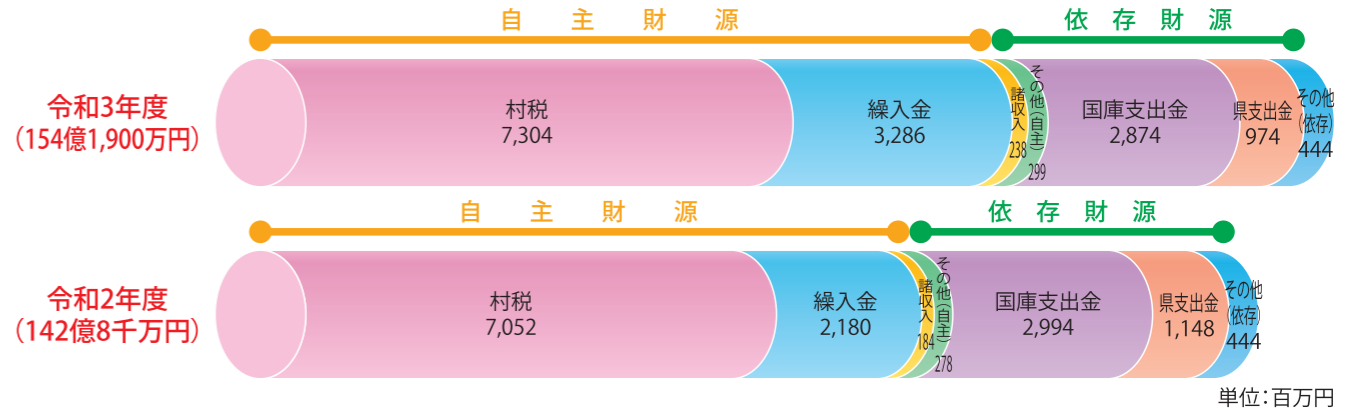 自主財源
依存財源
令和3年度
（154億1,900万円）
村税
7,304
繰入金
3,286
諸収入
238
その他（自主）
299
国庫支出金
2,874
県支出金
974
その他
（依存）
444
自主財源
依存財源
令和2年度
（142億8千万円）
村税
7,052
繰入金
2,180
諸収入
184
その他（自主）
278
国庫支出金
2,994
県支出金
1,148
その他
（依存）
444
単位：百万円